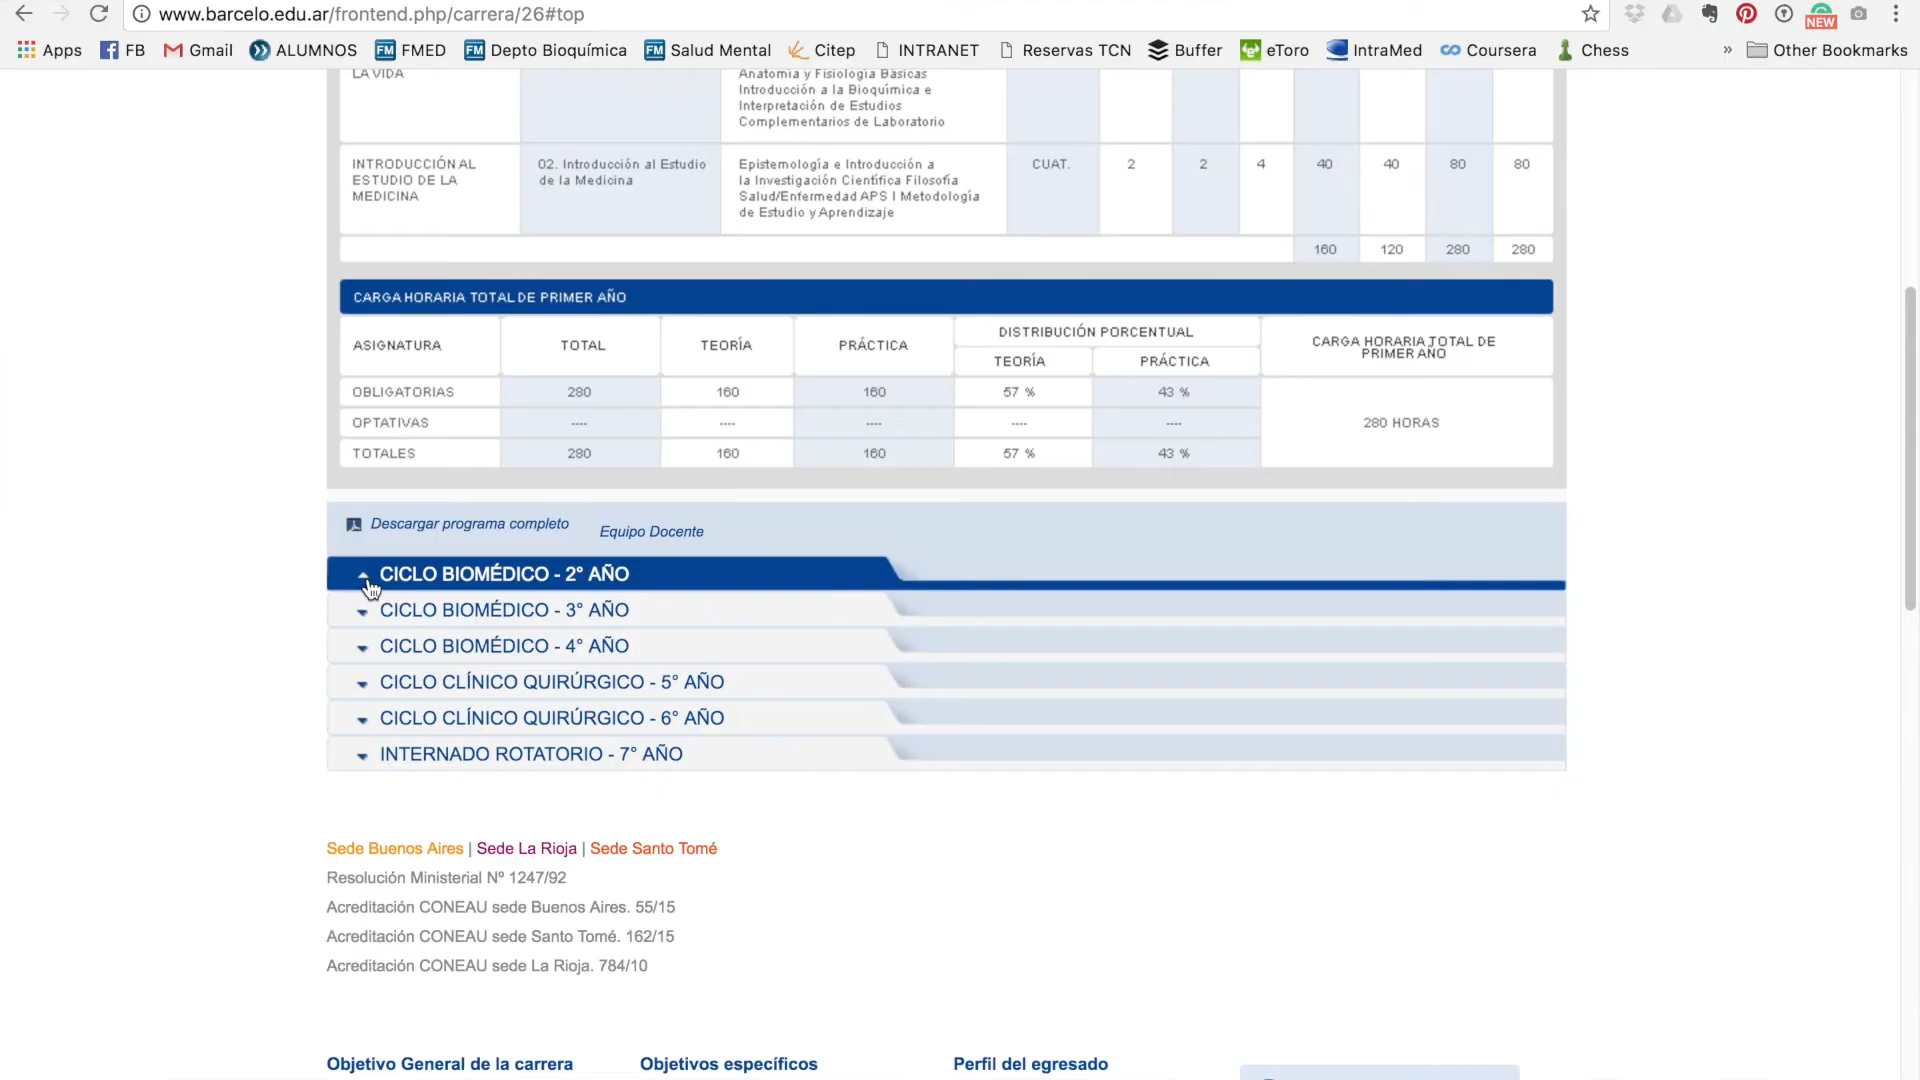 www.barcelo.edu.ar/frontend.php/carrera/26#top
NEW
Apps FB Gmail ALUMNOS FMED Depto Bioquímica Salud Mental Citep INTRANET Reservas TCN Buffer eToro IntraMed Coursera Chess » Other Bookmarks
LA VIDA
Anatomía y Fisiología Básicas
Introducción a la Bioquímica e
Interpretación de Estudios
Complementarios de Laboratorio
INTRODUCCIÓN AL
ESTUDIO DE LA
MEDICINA
02. Introducción al Estudio
de la Medicina
Epistemología e Introducción a
la Investigación Científica Filosofía
Salud/Enfermedad APS I Metodología
de Estudio y Aprendizaje
CUAT. 2 2 4 40 40 80 80
160 120 280 280
CARGA HORARIA TOTAL DE PRIMER AÑO
ASIGNATURA TOTAL TEORÍA PRÁCTICA DISTRIBUCIÓN PORCENTUAL
TEORÍA PRÁCTICA
CARGA HORARIA TOTAL DE
PRIMER AÑO
OBLIGATORIAS 280 160 160 57 % 43 %
OPTATIVAS ---- ---- ---- ---- ----
280 HORAS
TOTALES 280 160 160 57 % 43 %
Descargar programa completo Equipo Docente
CICLO BIOMÉDICO - 2° AÑO
CICLO BIOMÉDICO - 3° AÑO
CICLO BIOMÉDICO - 4° AÑO
CICLO CLÍNICO QUIRÚRGICO - 5° AÑO
CICLO CLÍNICO QUIRÚRGICO - 6° AÑO
INTERNADO ROTATORIO - 7° AÑO
Sede Buenos Aires | Sede La Rioja | Sede Santo Tomé
Resolución Ministerial Nº 1247/92
Acreditación CONEAU sede Buenos Aires. 55/15
Acreditación CONEAU sede Santo Tomé. 162/15
Acreditación CONEAU sede La Rioja. 784/10
Objetivo General de la carrera Objetivos específicos Perfil del egresado